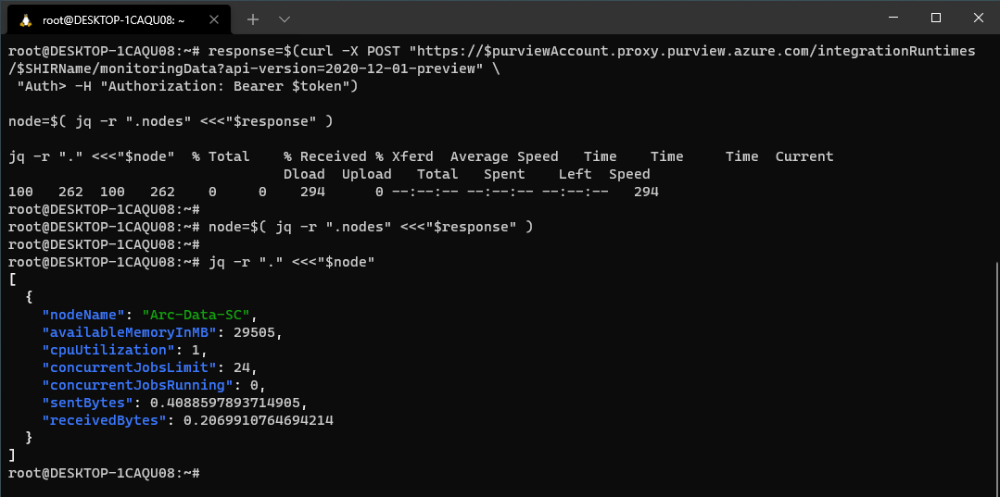 root@DESKTOP-1CAQU08: ~
root@DESKTOP-1CAQU08:~# response=$(curl -X POST "https://$purviewAccount.proxy.purview.azure.com/integrationRuntimes
/$SHIRName/monitoringData?api-version=2020-12-01-preview" \
"Auth> -H "Authorization: Bearer $token")
node=$( jq -r ".nodes" <<<"$response" )
jq -r "." <<<"$node"  % Total    % Received % Xferd  Average Speed   Time    Time     Time  Current
Dload  Upload   Total   Spent    Left  Speed
100   262  100   262    0     0    294      0 --:--:-- --:--:-- --:--:--   294
root@DESKTOP-1CAQU08:~#
root@DESKTOP-1CAQU08:~# node=$( jq -r ".nodes" <<<"$response" )
root@DESKTOP-1CAQU08:~#
root@DESKTOP-1CAQU08:~# jq -r "." <<<"$node"
[
{
"nodeName": "Arc-Data-SC",
"availableMemoryInMB": 29505,
"cpuUtilization": 1,
"concurrentJobsLimit": 24,
"concurrentJobsRunning": 0,
"sentBytes": 0.4088597893714905,
"receivedBytes": 0.2069910764694214
}
]
root@DESKTOP-1CAQU08:~#